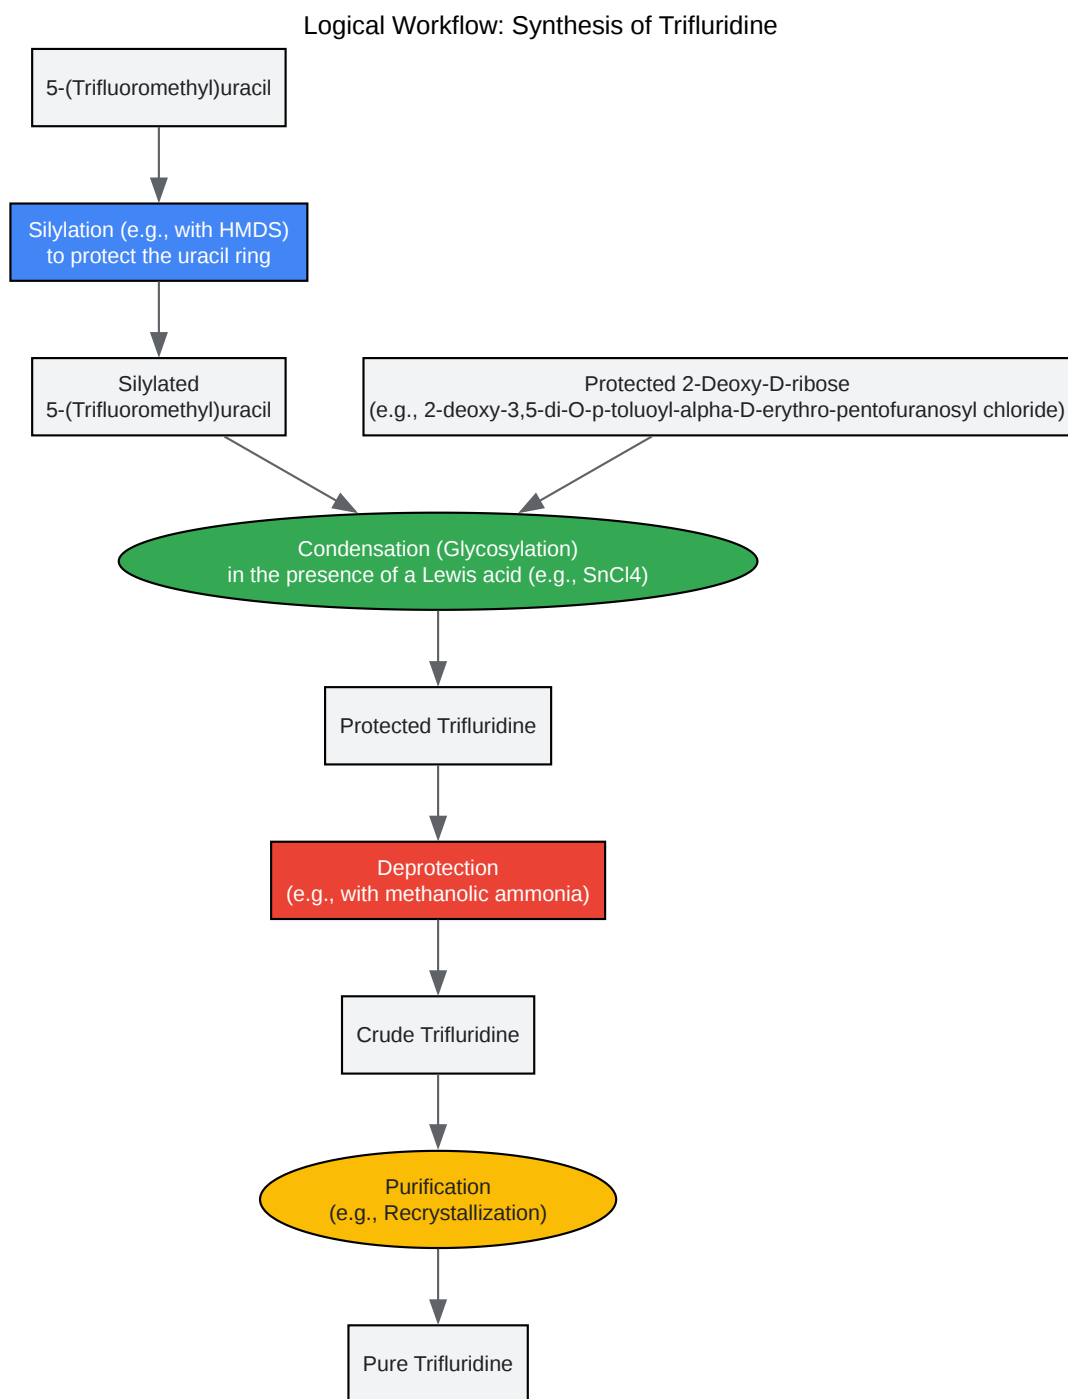 Logical Workflow: Synthesis of Trifluridine
5-(Trifluoromethyl)uracil
Silylation (e.g., with HMDS)
to protect the uracil ring
Silylated
5-(Trifluoromethyl)uracil
Protected 2-Deoxy-D-ribose
(e.g., 2-deoxy-3,5-di-O-p-toluoyl-alpha-D-erythro-pentofuranosyl chloride)
Condensation (Glycosylation)
in the presence of a Lewis acid (e.g., SnCl4)
Protected Trifluridine
Deprotection
(e.g., with methanolic ammonia)
Crude Trifluridine
Purification
(e.g., Recrystallization)
Pure Trifluridine